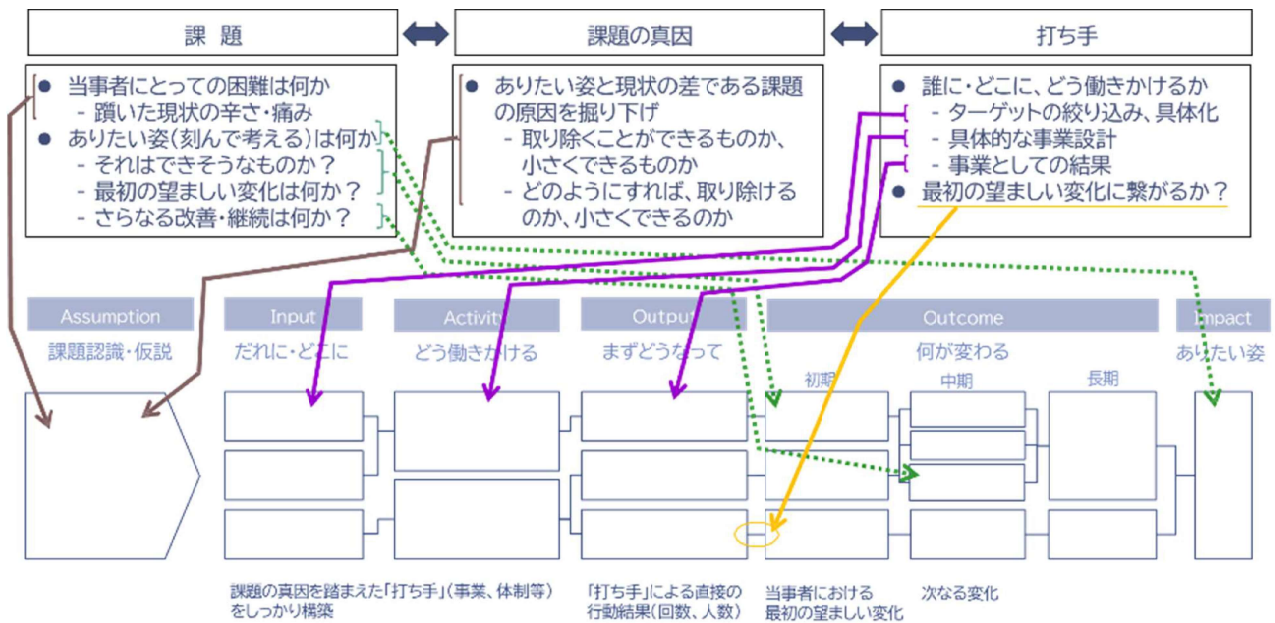 課 題
課題の真因
打ち手
● 当事者にとっての困難は何か
- 躓いた現状の辛さ・痛み
● ありたい姿(刻んで考える)は何か
- それはできそうなものか?
- 最初の望ましい変化は何か?
- さらなる改善・継続は何か?
● ありたい姿と現状の差である課題
の原因を掘り下げ
- 取り除くことができるものか、
小さくできるものか
- どのようにすれば、取り除ける
のか、小さくできるのか
● 誰に・どこに、どう働きかけるか
- ターゲットの絞り込み、具体化
- 具体的な事業設計
- 事業としての結果
● 最初の望ましい変化に繋がるか?
Assumption
Input
Activity
Output
Outcome
Impact
課題認識・仮説
だれに・どこに
どう働きかける
まずどうなって
何が変わる
ありたい姿
初期
中期
長期
課題の真因を踏まえた「打ち手」(事業、体制等)
をしっかり構築
「打ち手」による直接の
行動結果(回数、人数)
当事者における
最初の望ましい変化
次なる変化